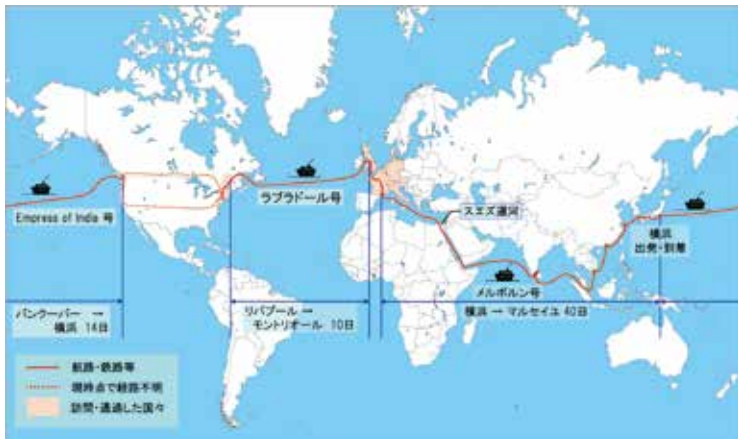 Empress of India 号
ラブラドール号
スエズ運河
横浜
出発・到着
メルボルン号
バンクーバー →
横浜 14日
リバプール →
モントリオール 10日
横浜 → マルセイユ 40日
航路・鉄路等
現時点で経路不明
訪問・通過した国々